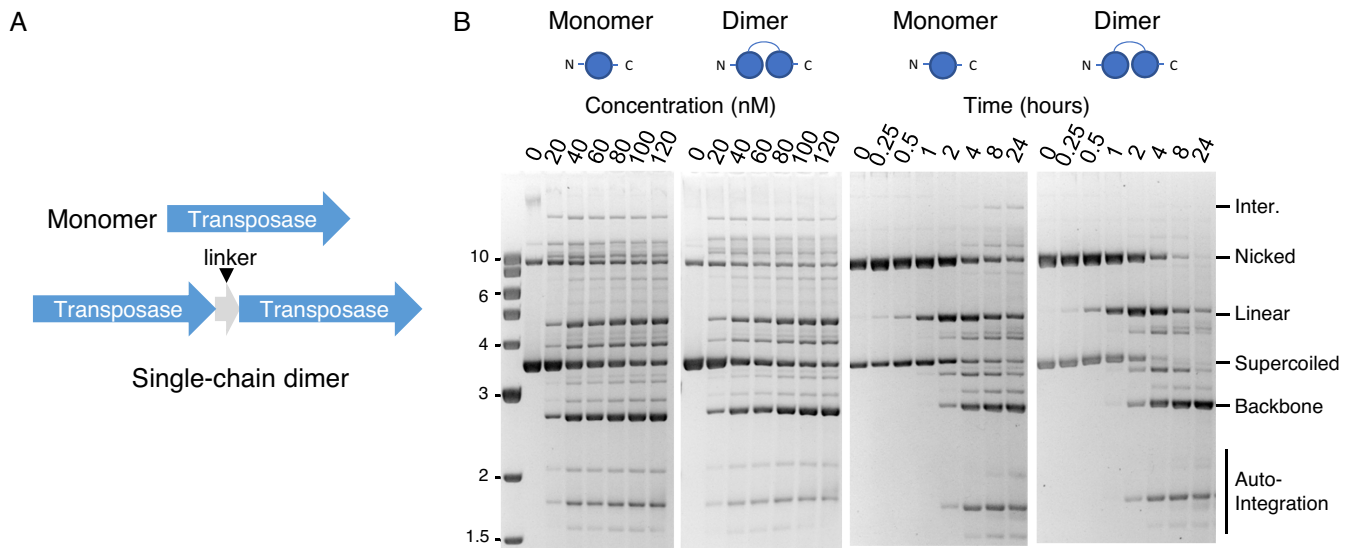 A
Monomer
Transposase
linker
Transposase
Transposase
Single-chain dimer
B
Monomer
Dimer
Monomer
Dimer
N
C
N
C
N
C
N
C
Concentration (nM)
Time (hours)
0 20 40 60 80 100 120
0 20 40 60 80 100 120
0 0.25 0.5 1 2 4 8 24
0 0.25 0.5 1 2 4 8 24
10
6
4
3
2
1.5
Inter.
Nicked
Linear
Supercoiled
Backbone
Auto-
Integration